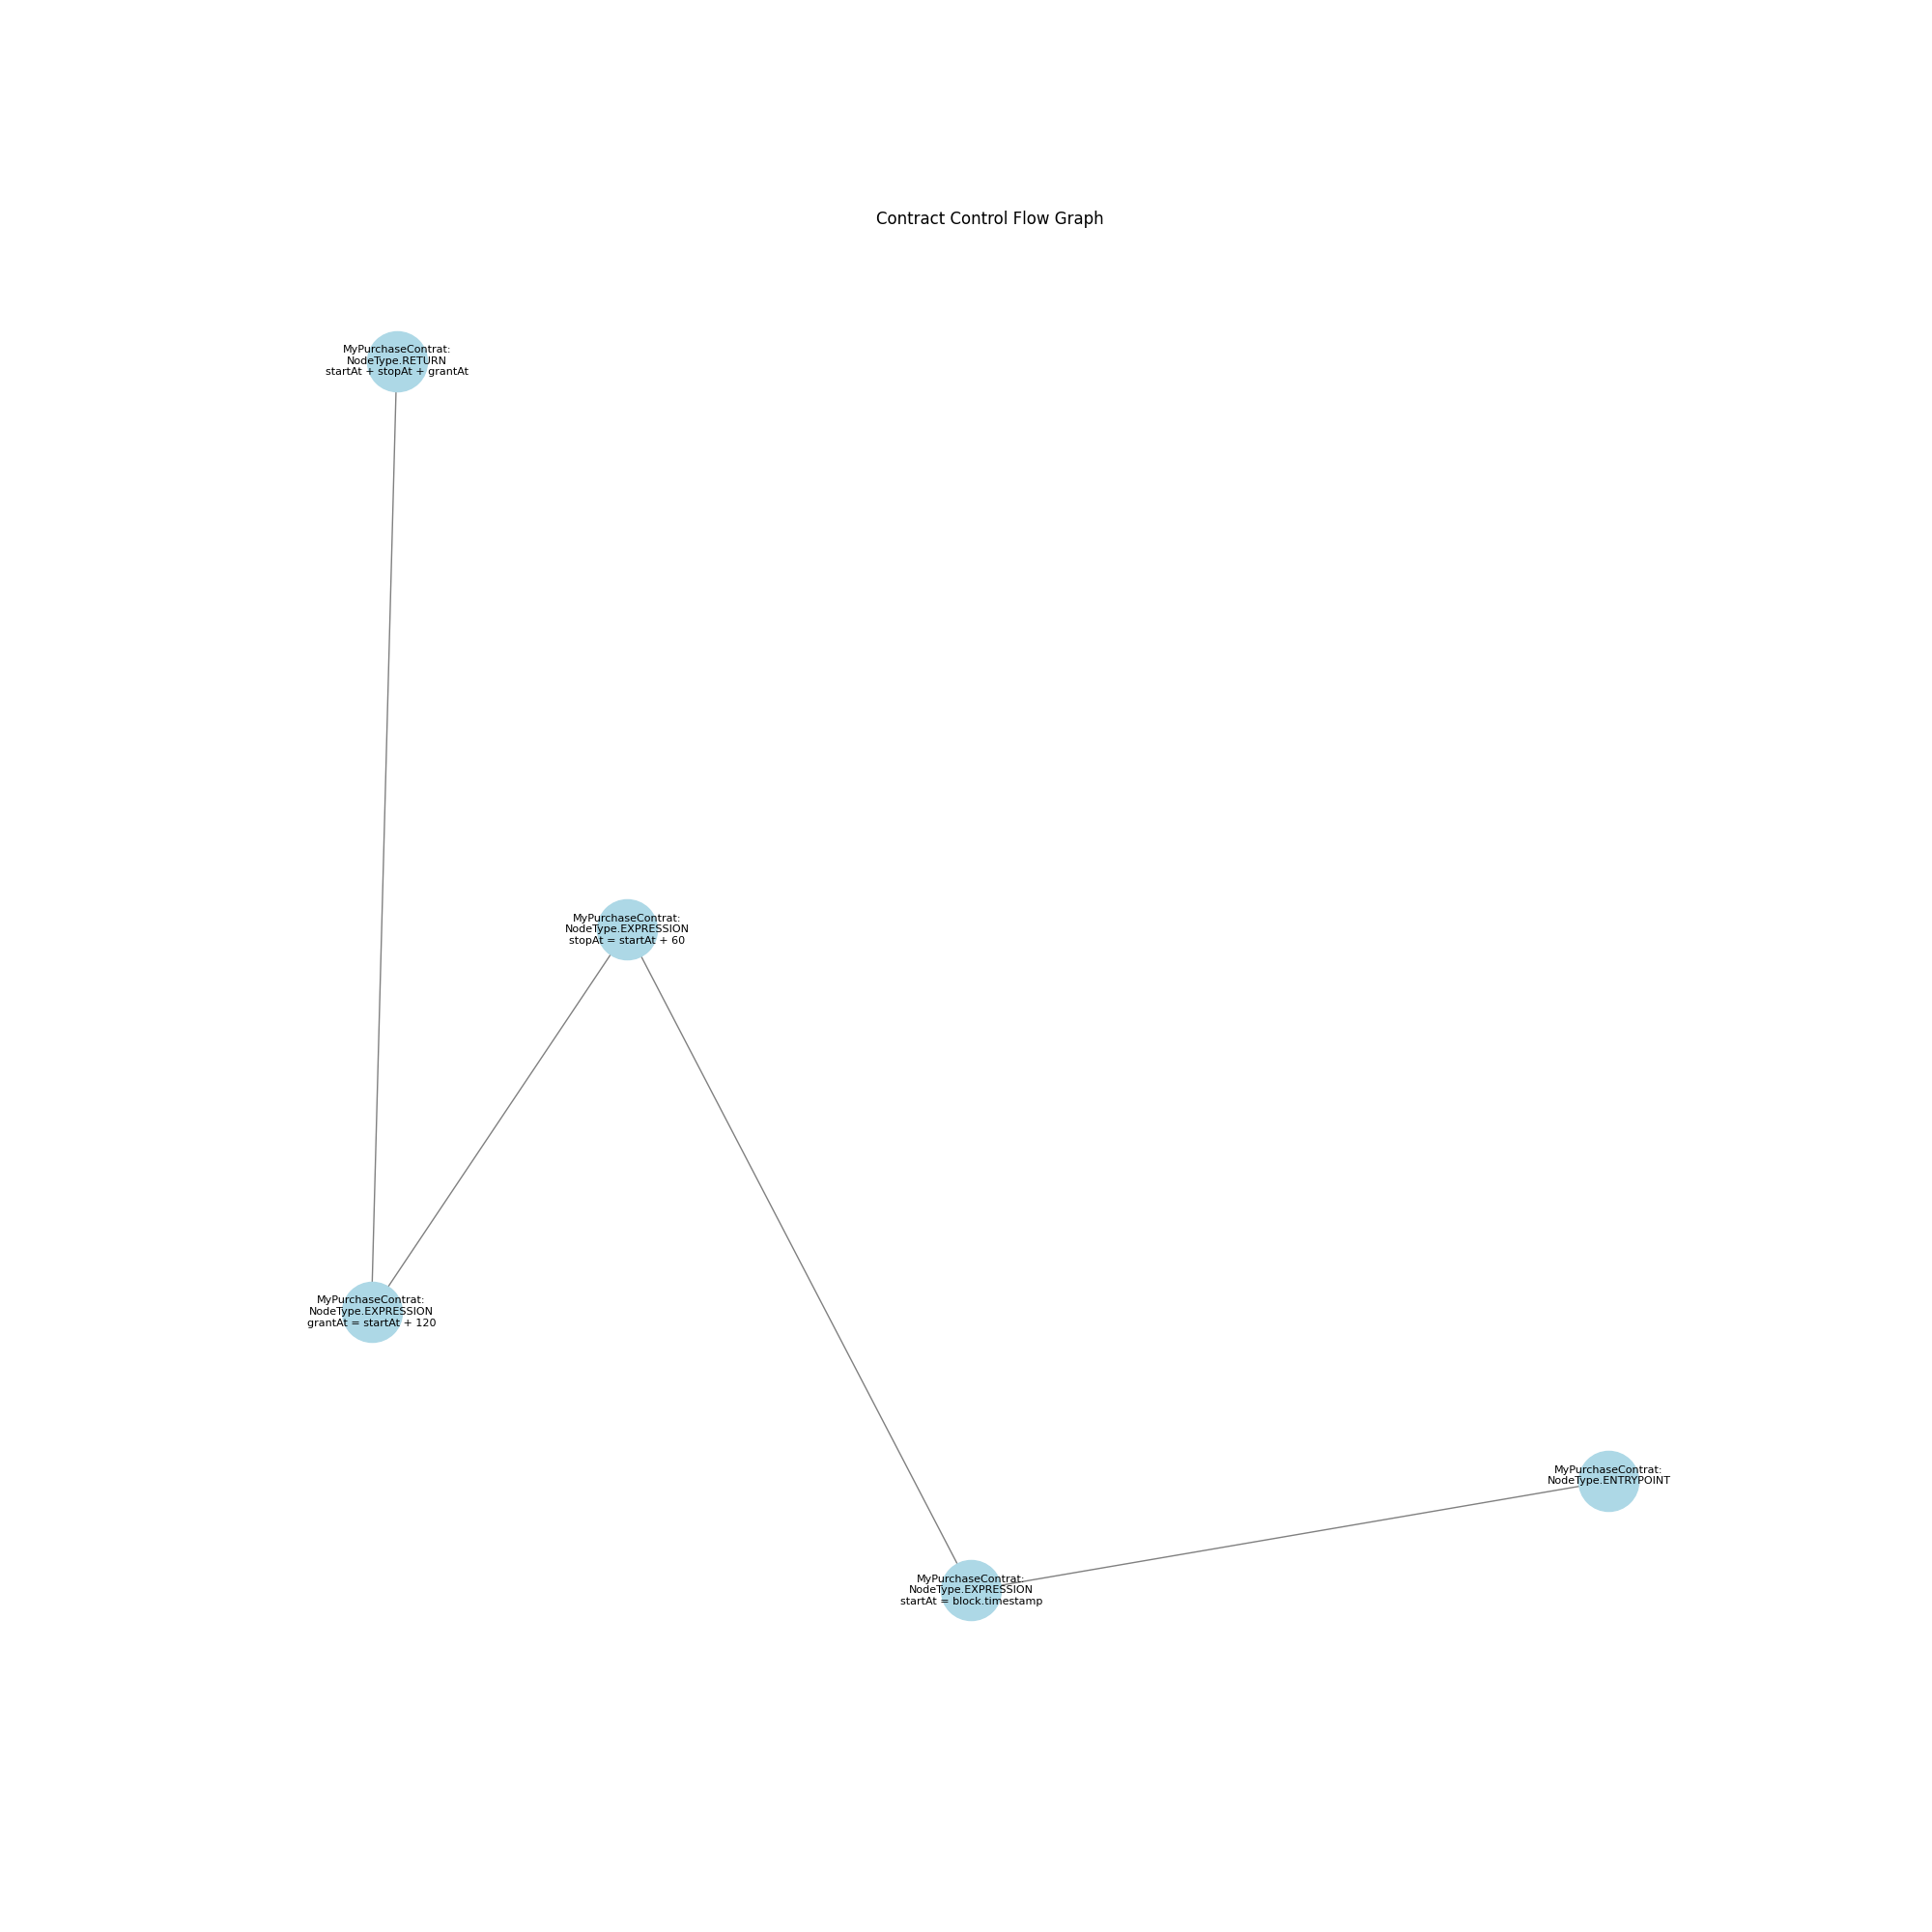 Contract Control Flow Graph
MyPurchaseContrat:
NodeType.RETURN
startAt + stopAt + grantAt
MyPurchaseContrat:
NodeType.EXPRESSION
stopAt = startAt + 60
MyPurchaseContrat:
NodeType.EXPRESSION
grantAt = startAt + 120
MyPurchaseContrat:
NodeType.ENTRYPOINT
MyPurchaseContrat:
NodeType.EXPRESSION
startAt = block.timestamp